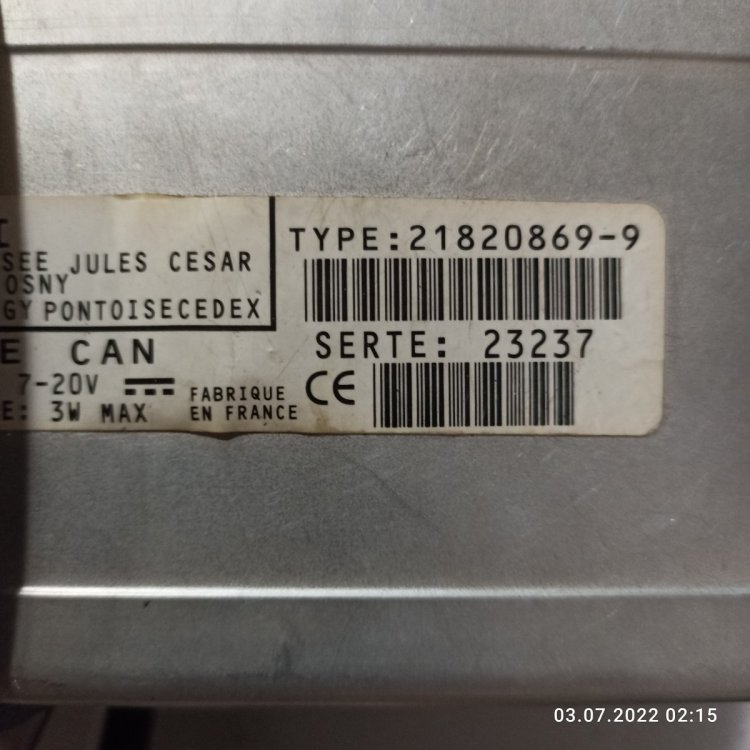 TYPE:21820869-9
SEE JULES CESAR
OSNY
GY PONTOISECEDEX
E CAN
SERTE: 23237
7-20V
FABRIQUE
EN FRANCE
CE
E: 3W MAX
03.07.2022 02:15